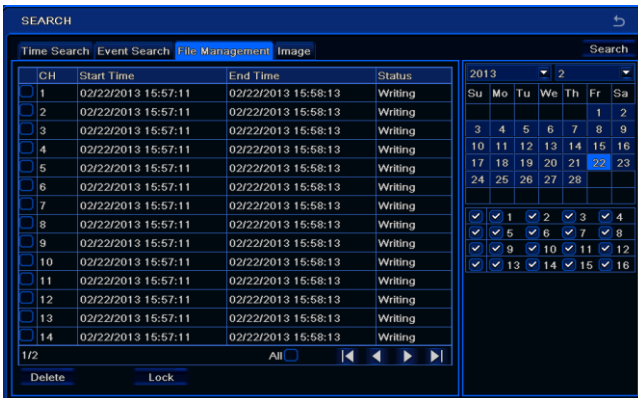 SEARCH
Time Search Event Search File Management Image Search
CH Start Time End Time Status
1 02/22/2013 15:57:11 02/22/2013 15:58:13 Writing
2 02/22/2013 15:57:11 02/22/2013 15:58:13 Writing
3 02/22/2013 15:57:11 02/22/2013 15:58:13 Writing
4 02/22/2013 15:57:11 02/22/2013 15:58:13 Writing
5 02/22/2013 15:57:11 02/22/2013 15:58:13 Writing
6 02/22/2013 15:57:11 02/22/2013 15:58:13 Writing
7 02/22/2013 15:57:11 02/22/2013 15:58:13 Writing
8 02/22/2013 15:57:11 02/22/2013 15:58:13 Writing
9 02/22/2013 15:57:11 02/22/2013 15:58:13 Writing
10 02/22/2013 15:57:11 02/22/2013 15:58:13 Writing
11 02/22/2013 15:57:11 02/22/2013 15:58:13 Writing
12 02/22/2013 15:57:11 02/22/2013 15:58:13 Writing
13 02/22/2013 15:57:11 02/22/2013 15:58:13 Writing
14 02/22/2013 15:57:11 02/22/2013 15:58:13 Writing
1/2 All
Delete Lock
2013 2
Su Mo Tu We Th Fr Sa
1 2
3 4 5 6 7 8 9
10 11 12 13 14 15 16
17 18 19 20 21 22 23
24 25 26 27 28
1 2 3 4
5 6 7 8
9 10 11 12
13 14 15 16